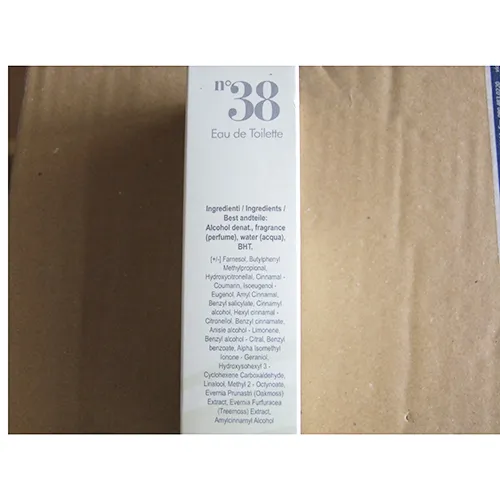 n° 38
Eau de Toilette
Ingredienti / Ingredients /
Best andteile:
Alcohol denat., fragrance
(perfume), water (acqua),
BHT.
[+/-] Farnesol, Butylphenyl
Methylpropional,
Hydroxycitronellal, Cinnamal -
Coumarin, Isoeugenol -
Eugenol, Amyl Cinnamal,
Benzyl salicylate, Cinnamyl
alcohol, Hexyl cinnamal -
Citronellol, Benzyl cinnamate,
Anisie alcohol - Limonene,
Benzyl alcohol - Citral, Benzyl
benzoate, Alpha Isomethyl
Ionone - Geraniol,
Hydroxysohexyl 3 -
Cyclohexene Carboxaldehyde,
Linalool, Methyl 2 - Octynoate,
Evernia Prunastri (Oakmoss)
Extract, Evernia Furfuracea
(Treemoss) Extract,
Amylcinnamyl Alcohol